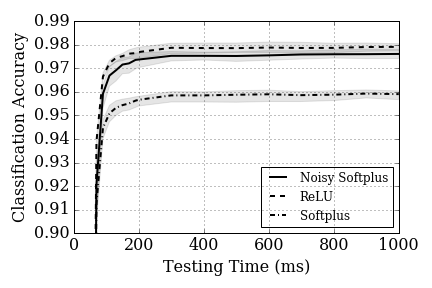 0.99
0.98
0.97
0.96
0.95
0.94
0.93
0.92
0.91
0.90
Classification Accuracy
Noisy Softplus
ReLU
Softplus
0 200 400 600 800 1000
Testing Time (ms)